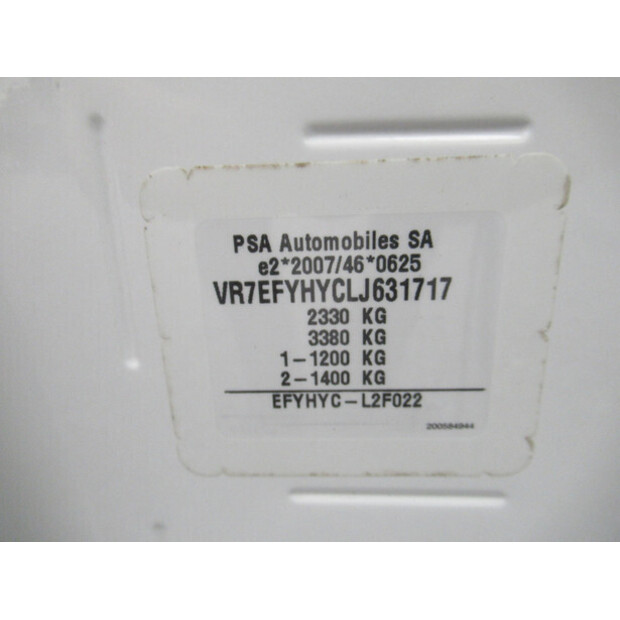 PSA Automobiles SA
e2*2007/46*0625
VR7EFYHYCLJ631717
2330 KG
3380 KG
1-1200 KG
2-1400 KG
EFYHYC-L2F022
200584944